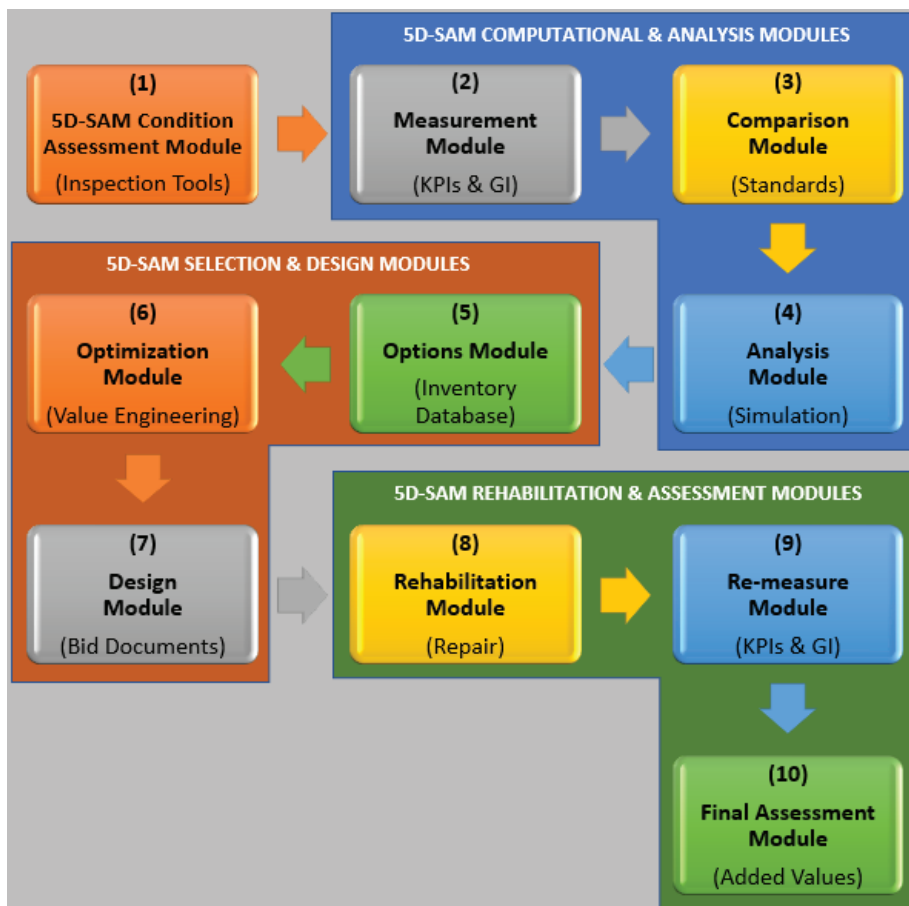 5D-SAM COMPUTATIONAL & ANALYSIS MODULES
(1)
5D-SAM Condition
Assessment Module
(Inspection Tools)
(2)
Measurement
Module
(KPIs & GI)
(3)
Comparison
Module
(Standards)
5D-SAM SELECTION & DESIGN MODULES
(4)
Analysis
Module
(Simulation)
(5)
Options Module
(Inventory
Database)
(6)
Optimization
Module
(Value Engineering)
(7)
Design
Module
(Bid Documents)
5D-SAM REHABILITATION & ASSESSMENT MODULES
(8)
Rehabilitation
Module
(Repair)
(9)
Re-measure
Module
(KPIs & GI)
(10)
Final Assessment
Module
(Added Values)